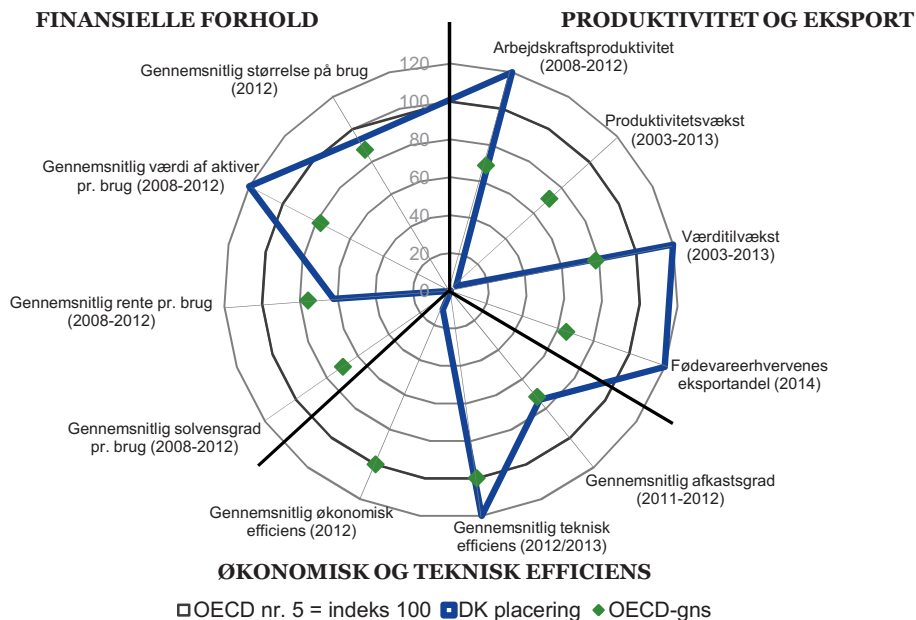 FINANSIELLE FORHOLD
PRODUKTIVITET OG EKSPORT
Arbejdskraftsproduktivitet
(2008-2012)
Gennemsnitlig størrelse på brug
(2012)
Produktivitetsvækst
(2003-2013)
Gennemsnitlig værdi af aktiver
pr. brug (2008-2012)
Værditilvækst
(2003-2013)
Gennemsnitlig rente pr. brug
(2008-2012)
Fødevareerhvervenes
eksportandel (2014)
Gennemsnitlig solvensgrad
pr. brug (2008-2012)
Gennemsnitlig afkastsgrad
(2011-2012)
Gennemsnitlig økonomisk
efficiens (2012)
Gennemsnitlig teknisk
efficiens (2012/2013)
120
100
80
60
40
20
0
ØKONOMISK OG TEKNISK EFFICIENS
OECD nr. 5 = indeks 100 DK placering OECD-gns